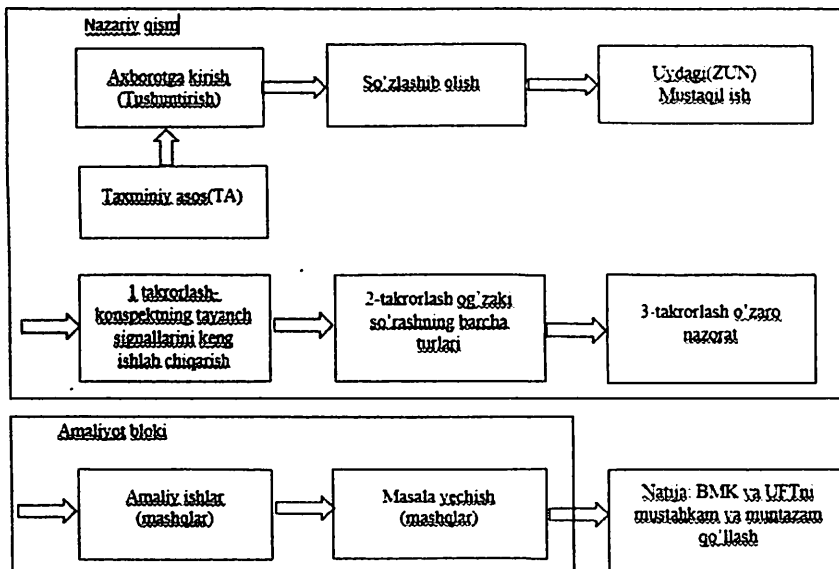 Nazariy qism
Axborotga kirish
(Tushuntirish)
So'zlashib olish
Uydagi(ZUN)
Mustaqil ish
Taxminiy asos(TA)
1 takrorlash-
konspektning tayanch
signallarini keng
ishlab chiqarish
2-takrorlash og`zaki
so'rashning barcha
turlari
3-takrorlash o`zaro
nazorat
Amaliyot bloki
Amaliy ishlar
(mashqlar)
Masala yechish
(mashqlar)
Natija: BMK va UFTni
mustahkam va muntazam
qo'llash